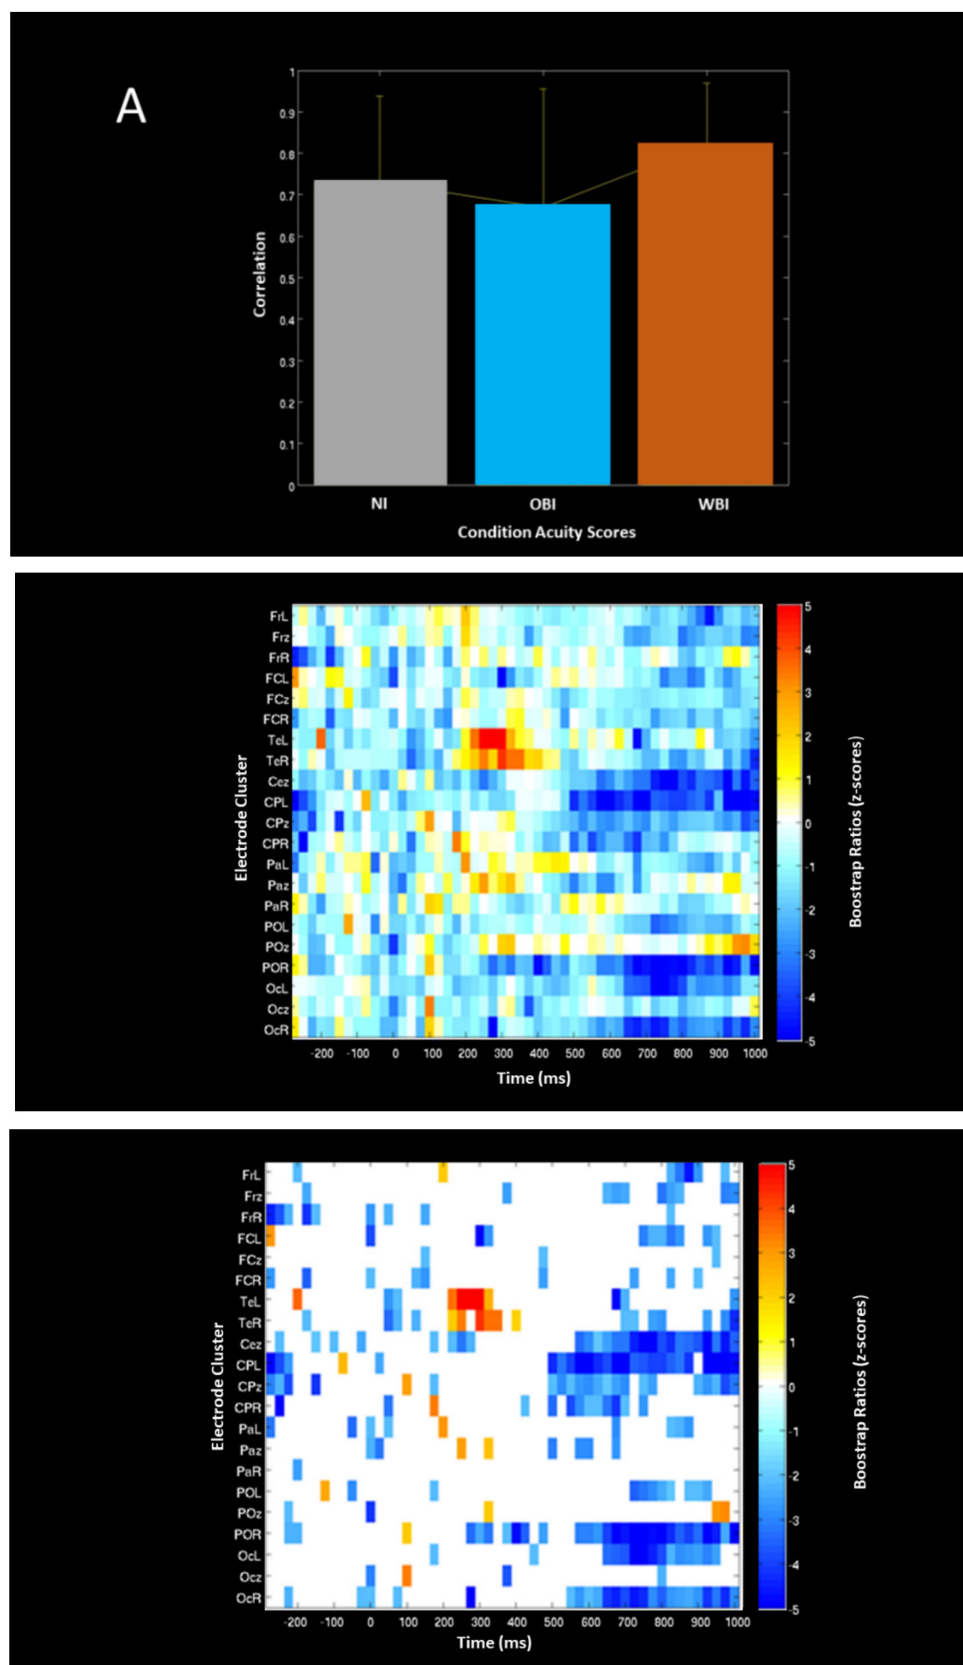 A
1
0.9
0.8
0.7
0.6
0.5
0.4
0.3
0.2
0.1
0
Correlation
NI OBI WBI
Condition Acuity Scores
FrL
Frz
FrR
FCL
FCz
FCR
TeL
TeR
Cez
CPL
CPz
CPR
PaL
Paz
PaR
POL
POz
POR
OcL
Ocz
OcR
Electrode Cluster
-200 -100 0 100 200 300 400 500 600 700 800 900 1000
Time (ms)
5
4
3
2
1
0
-1
-2
-3
-4
-5
Boostrap Ratios (z-scores)
FrL
Frz
FrR
FCL
FCz
FCR
TeL
TeR
Cez
CPL
CPz
CPR
PaL
Paz
PaR
POL
POz
POR
OcL
Ocz
OcR
Electrode Cluster
-200 -100 0 100 200 300 400 500 600 700 800 900 1000
Time (ms)
5
4
3
2
1
0
-1
-2
-3
-4
-5
Boostrap Ratios (z-scores)